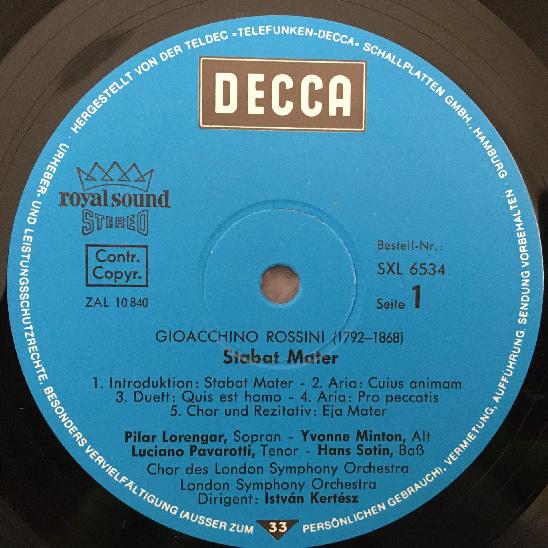 URHEBER- UND LEISTUNGSSCHUTZRECHTE, BESONDERS VERVIELFÄLTIGUNG (AUSSER ZUM PERSÖNLICHEN GEBRAUCH), VERMIETUNG, AUFFÜHRUNG, SENDUNG VORBEHALTEN · HERGESTELLT VON DER TELDEC »TELEFUNKEN-DECCA« SCHALLPLATTEN GMBH., HAMBURG ·
DECCA
royal sound
STEREO
Contr.
Copyr.
ZAL 10 840
Bestell-Nr.:
SXL 6534
Seite 1
GIOACCHINO ROSSINI (1792–1868)
Stabat Mater
1. Introduktion: Stabat Mater - 2. Aria: Cuius animam
3. Duett: Quis est homo - 4. Aria: Pro peccatis
5. Chor und Rezitativ: Eja Mater
Pilar Lorengar, Sopran - Yvonne Minton, Alt
Luciano Pavarotti, Tenor - Hans Sotin, Baß
Chor des London Symphony Orchestra
London Symphony Orchestra
Dirigent: István Kertész
33